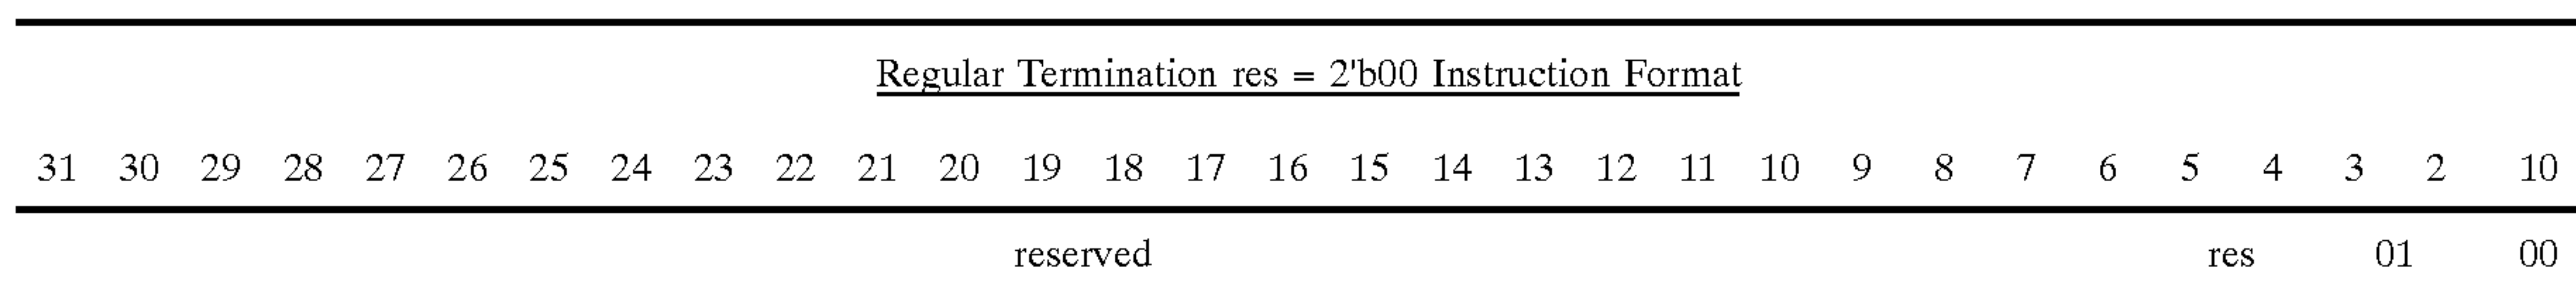 Regular Termination res = 2'b00 Instruction Format
31 30 29 28 27 26 25 24 23 22 21 20 19 18 17 16 15 14 13 12 11 10 9 8 7 6 5 4 3 2 10
reserved res 01 00